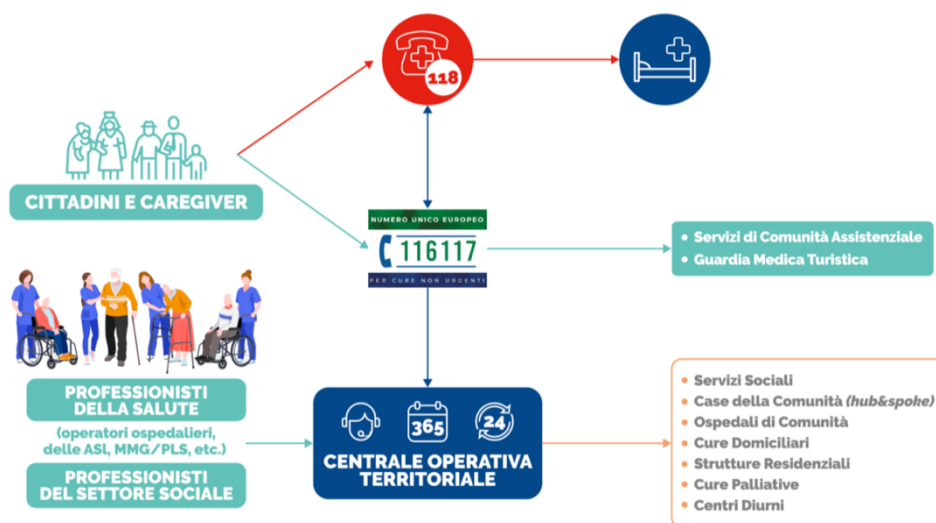 118
CITTADINI E CAREGIVER
NUMERO UNICO EUROPEO
116117
PER CURE NON URGENTI
• Servizi di Comunità Assistenziale
• Guardia Medica Turistica
PROFESSIONISTI
DELLA SALUTE
(operatori ospedalieri,
delle ASI, MMG/PLS, etc.)
PROFESSIONISTI
DEL SETTORE SOCIALE
365
24
CENTRALE OPERATIVA
TERRITORIALE
• Servizi Sociali
• Case della Comunità (hub&spoke)
• Ospedali di Comunità
• Cure Domiciliari
• Strutture Residenziali
• Cure Palliative
• Centri Diurni